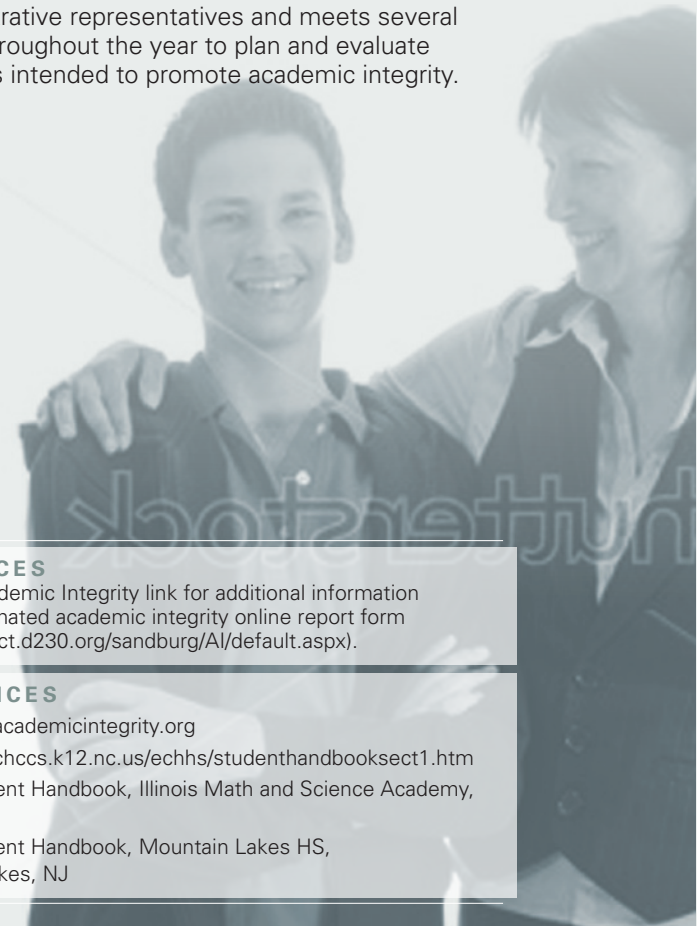 rative representatives and meets several
roughout the year to plan and evaluate
s intended to promote academic integrity.
hutterstock
CES
demic Integrity link for additional information
nated academic integrity online report form
ct.d230.org/sandburg/AI/default.aspx).
NCES
academicintegrity.org
chccs.k12.nc.us/echhs/studenthandbooksect1.htm
ent Handbook, Illinois Math and Science Academy,
ent Handbook, Mountain Lakes HS,
kes, NJ